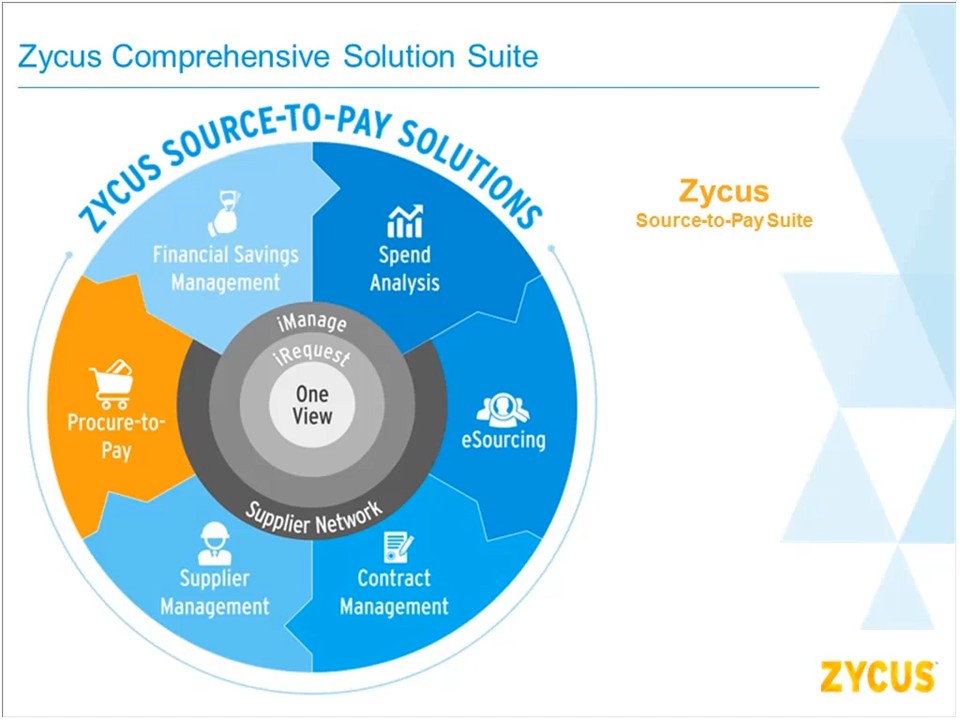 Zycus Comprehensive Solution Suite
ZYCUS SOURCE-TO-PAY SOLUTIONS
Zycus
Source-to-Pay Suite
Financial Savings
Management
Spend
Analysis
iManage
iRequest
One
View
Procure-to-
Pay
eSourcing
Supplier Network
Supplier
Management
Contract
Management
ZYCUS